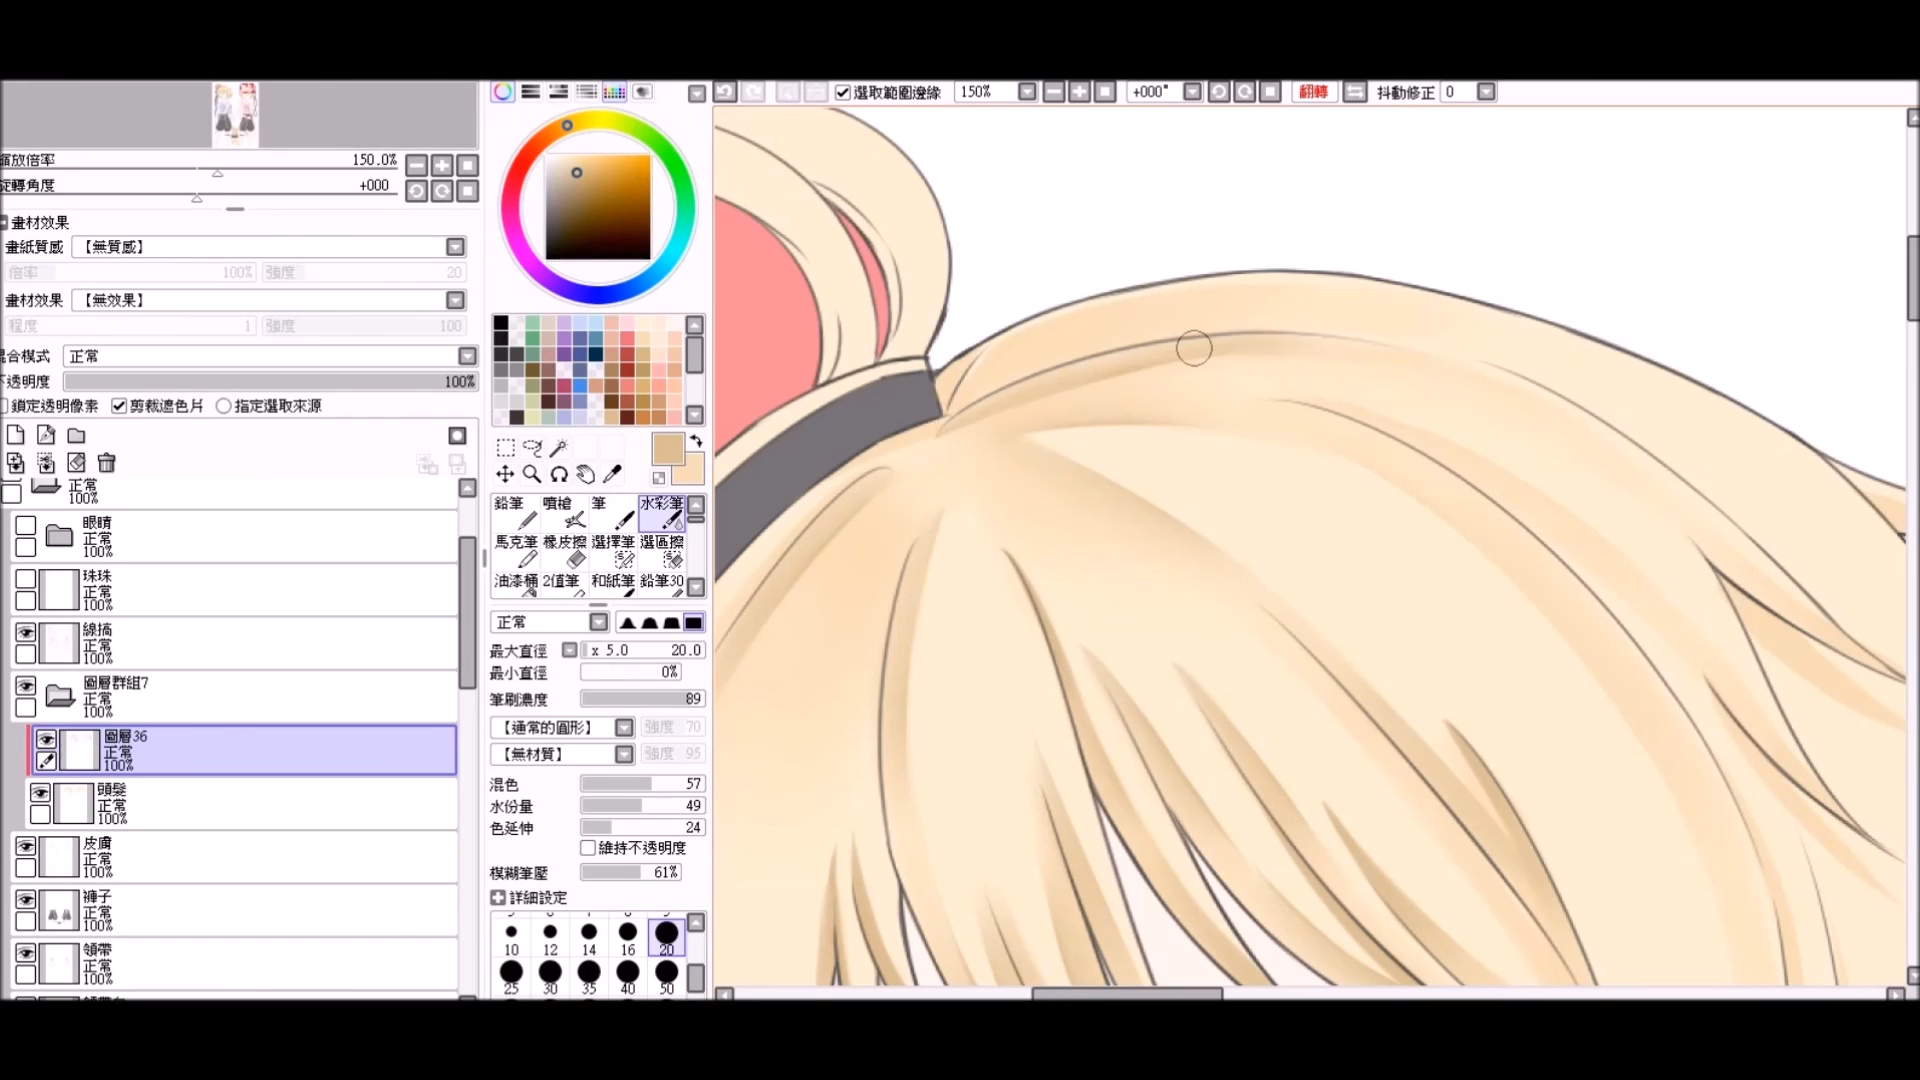 選取範圍邊緣 150% +000° 翻轉 抖動修正 0
縮放倍率 150.0%
旋轉角度 +000
畫材效果
畫紙質感 【無質感】
倍率 100% 強度 20
畫材效果 【無效果】
程度 1 強度 100
混合模式 正常
不透明度 100%
鎖定透明像素 剪裁遮色片 指定選取來源
正常
100%
眼睛
正常
100%
珠珠
正常
100%
線搞
正常
100%
圖層群組7
正常
100%
圖層36
正常
100%
頭髮
正常
100%
皮膚
正常
100%
褲子
正常
100%
領帶
正常
100%
鉛筆 噴槍 筆 水彩筆
馬克筆 橡皮擦 選擇筆 選區擦
油漆桶 2值筆 和紙筆 鉛筆30
正常
最大直徑 x 5.0 20.0
最小直徑 0%
筆刷濃度 89
【通常的圓形】 強度 70
【無材質】 強度 95
混色 57
水份量 49
色延伸 24
維持不透明度
模糊筆壓 61%
詳細設定
10 12 14 16 20
25 30 35 40 50